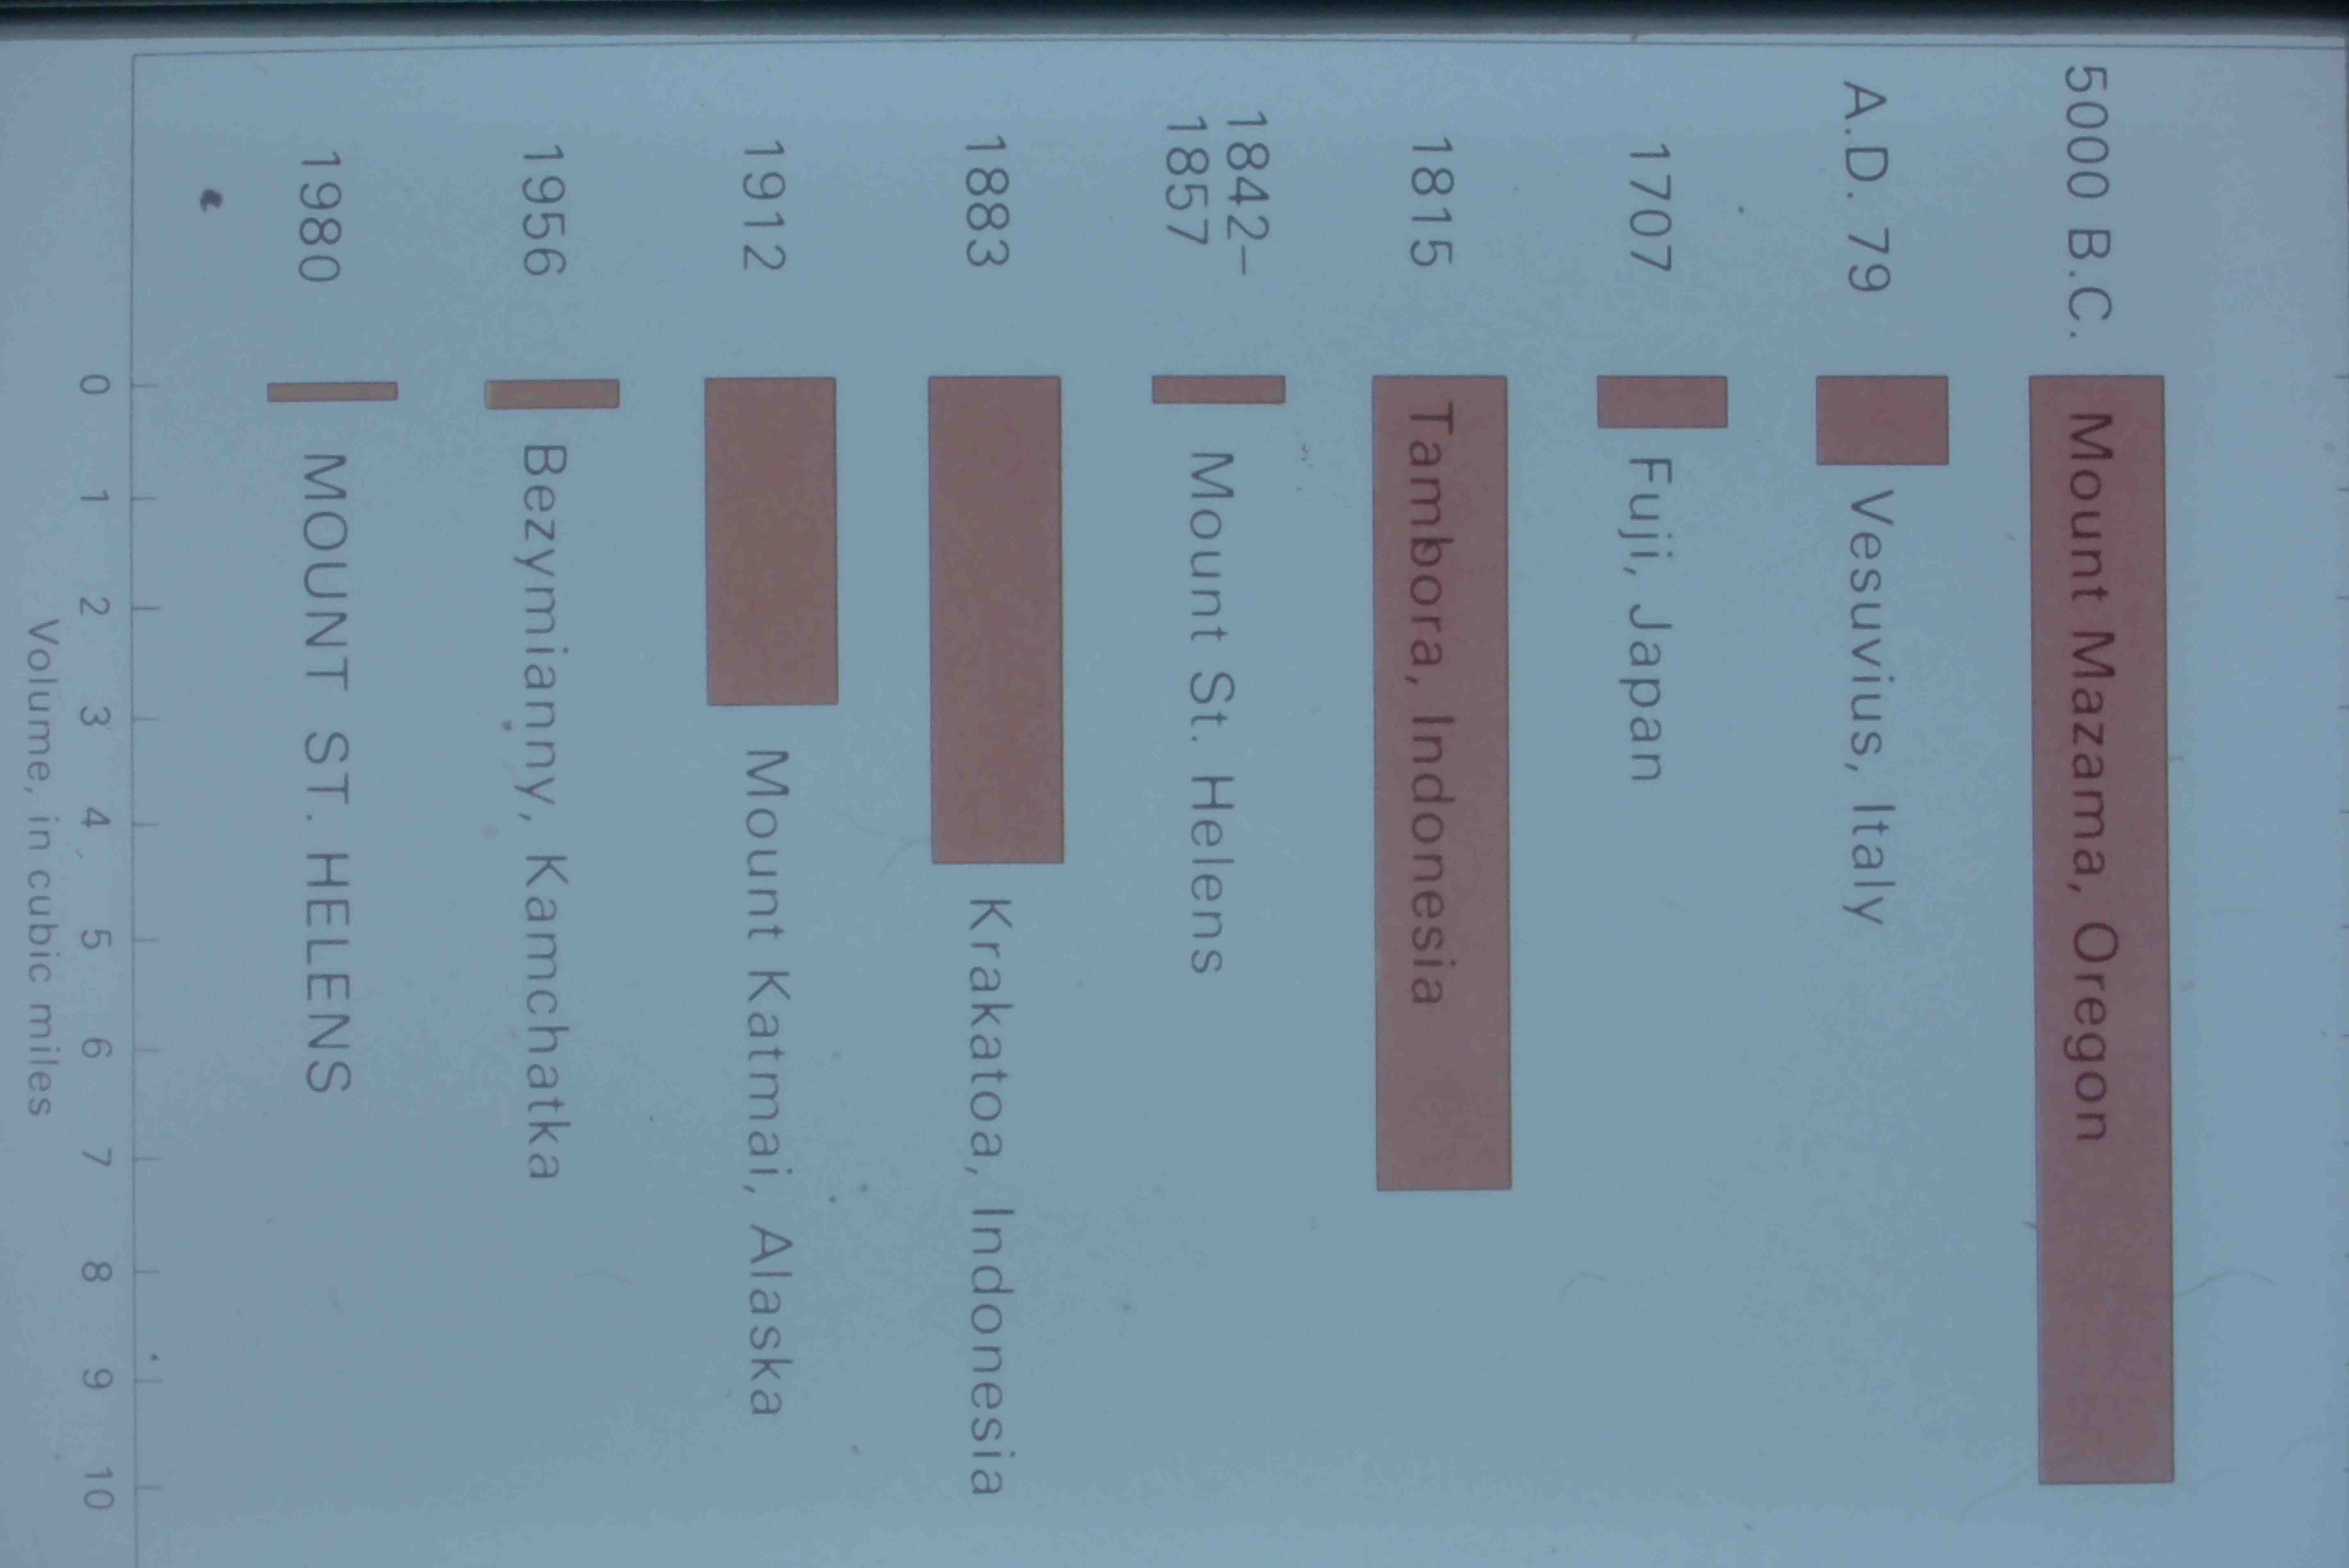 5000 B.C. Mount Mazama, Oregon
A.D. 79 Vesuvius, Italy
1707 Fuji, Japan
1815 Tambora, Indonesia
1842–
1857
Mount St. Helens
1883 Krakatoa, Indonesia
1912 Mount Katmai, Alaska
1956 Bezymianny, Kamchatka
1980 MOUNT ST. HELENS
0 1 2 3 4 5 6 7 8 9 10
Volume, in cubic miles